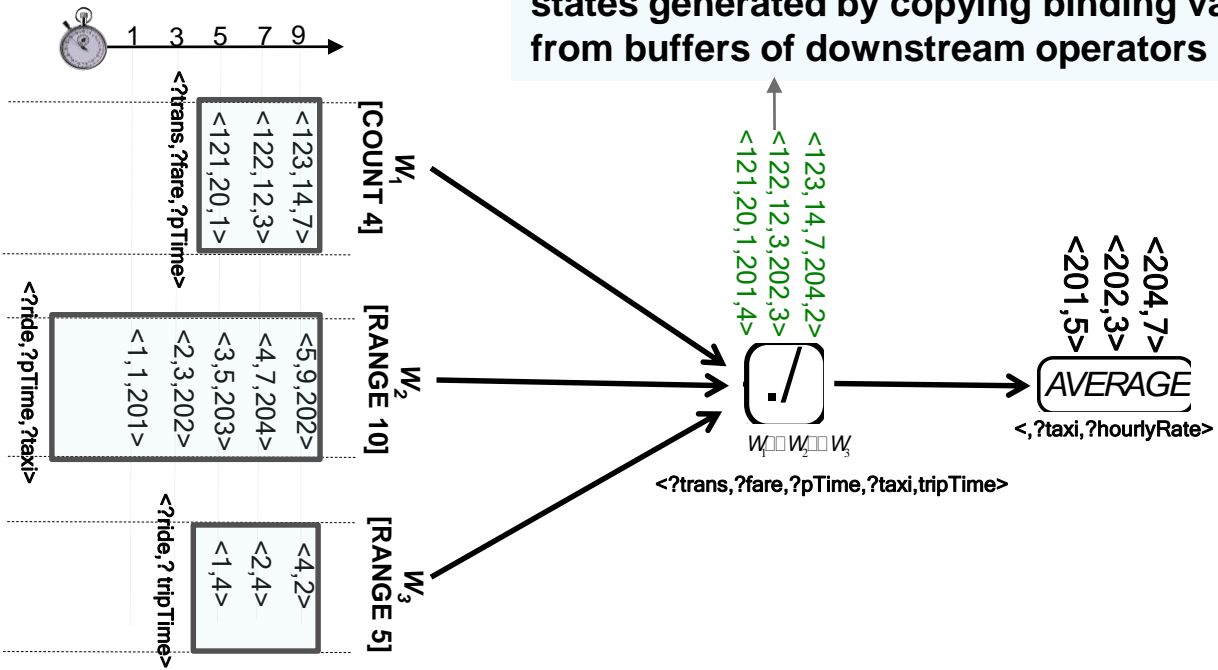 states generated by copying binding va
from buffers of downstream operators
1 3 5 7 9
<?trans,?fare,?pTime>
<121,20,1>
<122,12,3>
<123,14,7>
W1
[COUNT 4]
<?ride,?pTime,?taxi>
<1,1,201>
<2,3,202>
<3,5,203>
<4,7,204>
<5,9,202>
W2
[RANGE 10]
<?ride,? tripTime>
<1,4>
<2,4>
<4,2>
W3
[RANGE 5]
<121,20,1,201,4>
<122,12,3,202,3>
<123,14,7,204,2>
./
W1□□W2□□W3
<?trans,?fare,?pTime,?taxi,tripTime>
<201,5>
<202,3>
<204,7>
AVERAGE
<,?taxi,?hourlyRate>